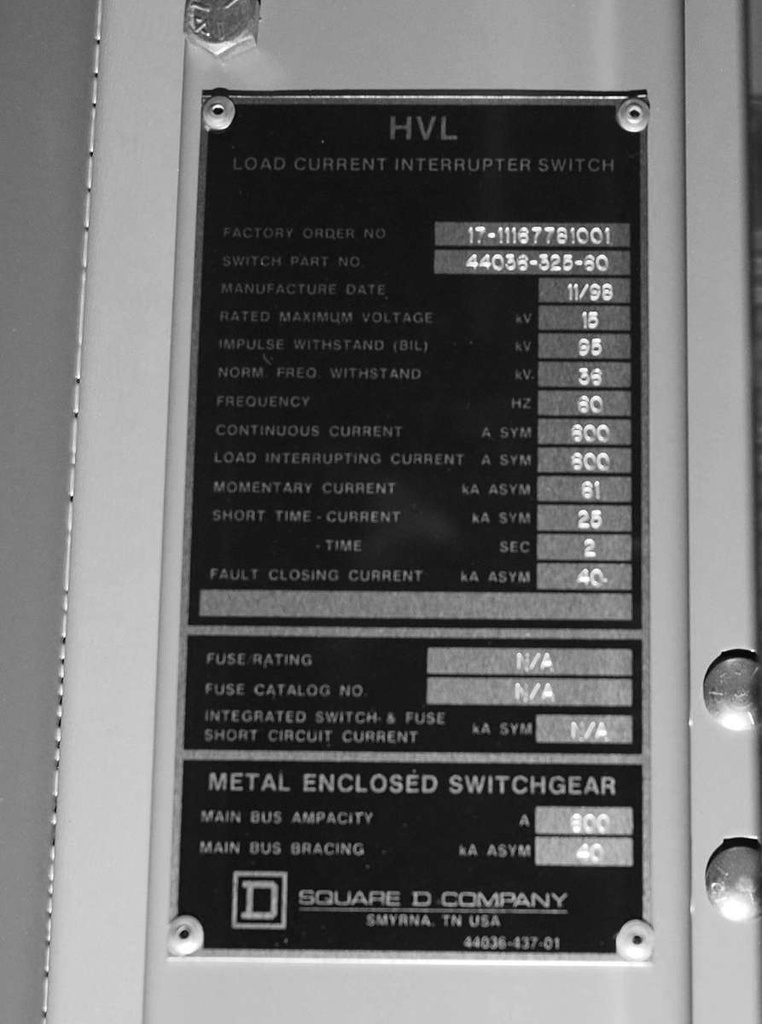 HVL
LOAD CURRENT INTERRUPTER SWITCH
FACTORY ORDER NO 17-11167781001
SWITCH PART NO. 44036-325-60
MANUFACTURE DATE 11/98
RATED MAXIMUM VOLTAGE kV 15
IMPULSE WITHSTAND (BIL) kV 95
NORM. FREQ. WITHSTAND kV. 36
FREQUENCY HZ 60
CONTINUOUS CURRENT A SYM 600
LOAD INTERRUPTING CURRENT A SYM 600
MOMENTARY CURRENT kA ASYM 61
SHORT TIME - CURRENT kA SYM 25
- TIME SEC 2
FAULT CLOSING CURRENT kA ASYM 40
FUSE RATING N/A
FUSE CATALOG NO. N/A
INTEGRATED SWITCH & FUSE
SHORT CIRCUIT CURRENT kA SYM N/A
METAL ENCLOSED SWITCHGEAR
MAIN BUS AMPACITY A 600
MAIN BUS BRACING kA ASYM 40
D SQUARE D COMPANY
SMYRNA, TN USA
44036-437-01